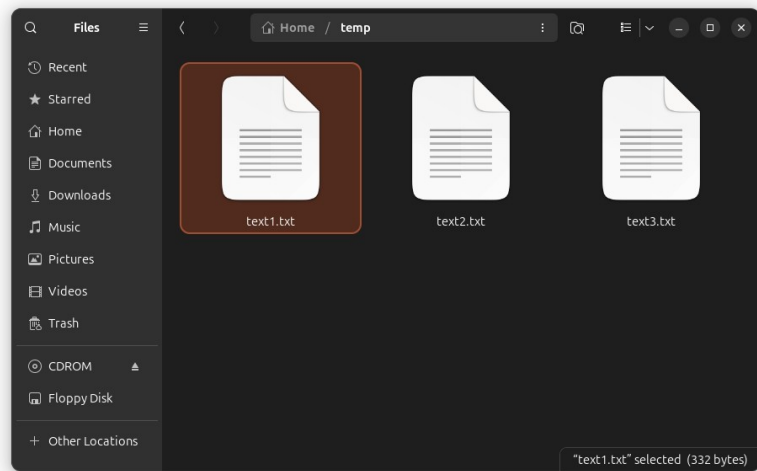 Files
Home / temp
Recent
Starred
Home
Documents
Downloads
Music
Pictures
Videos
Trash
CDROM
Floppy Disk
Other Locations
text1.txt
text2.txt
text3.txt
“text1.txt” selected (332 bytes)